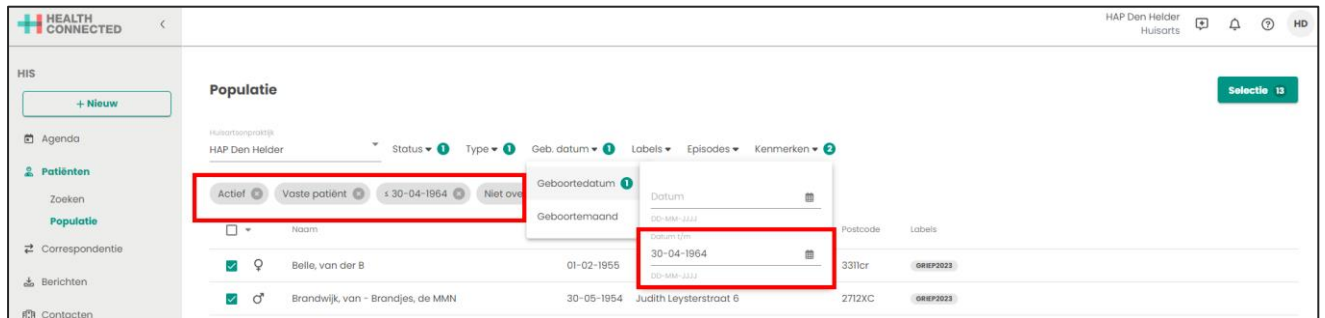 HEALTH
CONNECTED
HAP Den Helder
Huisarts
HD
HIS
+ Nieuw
Agenda
Patiënten
Zoeken
Populatie
Correspondentie
Berichten
Contacten
Populatie
Selectie 13
Huisartsenpraktijk
HAP Den Helder
Status 1 Type 1 Geb. datum 1 Labels Episodes Kenmerken 2
Actief Vaste patiënt ≤ 30-04-1964 Niet ove
Geboortedatum 1
Geboortemaand
Datum
DD-MM-JJJJ
Datum t/m
30-04-1964
DD-MM-JJJJ
Naam Postcode Labels
Belle, van der B 01-02-1955 3311cr GRIEP2023
Brandwijk, van - Brandjes, de MMN 30-05-1954 Judith Leysterstraat 6 2712XC GRIEP2023